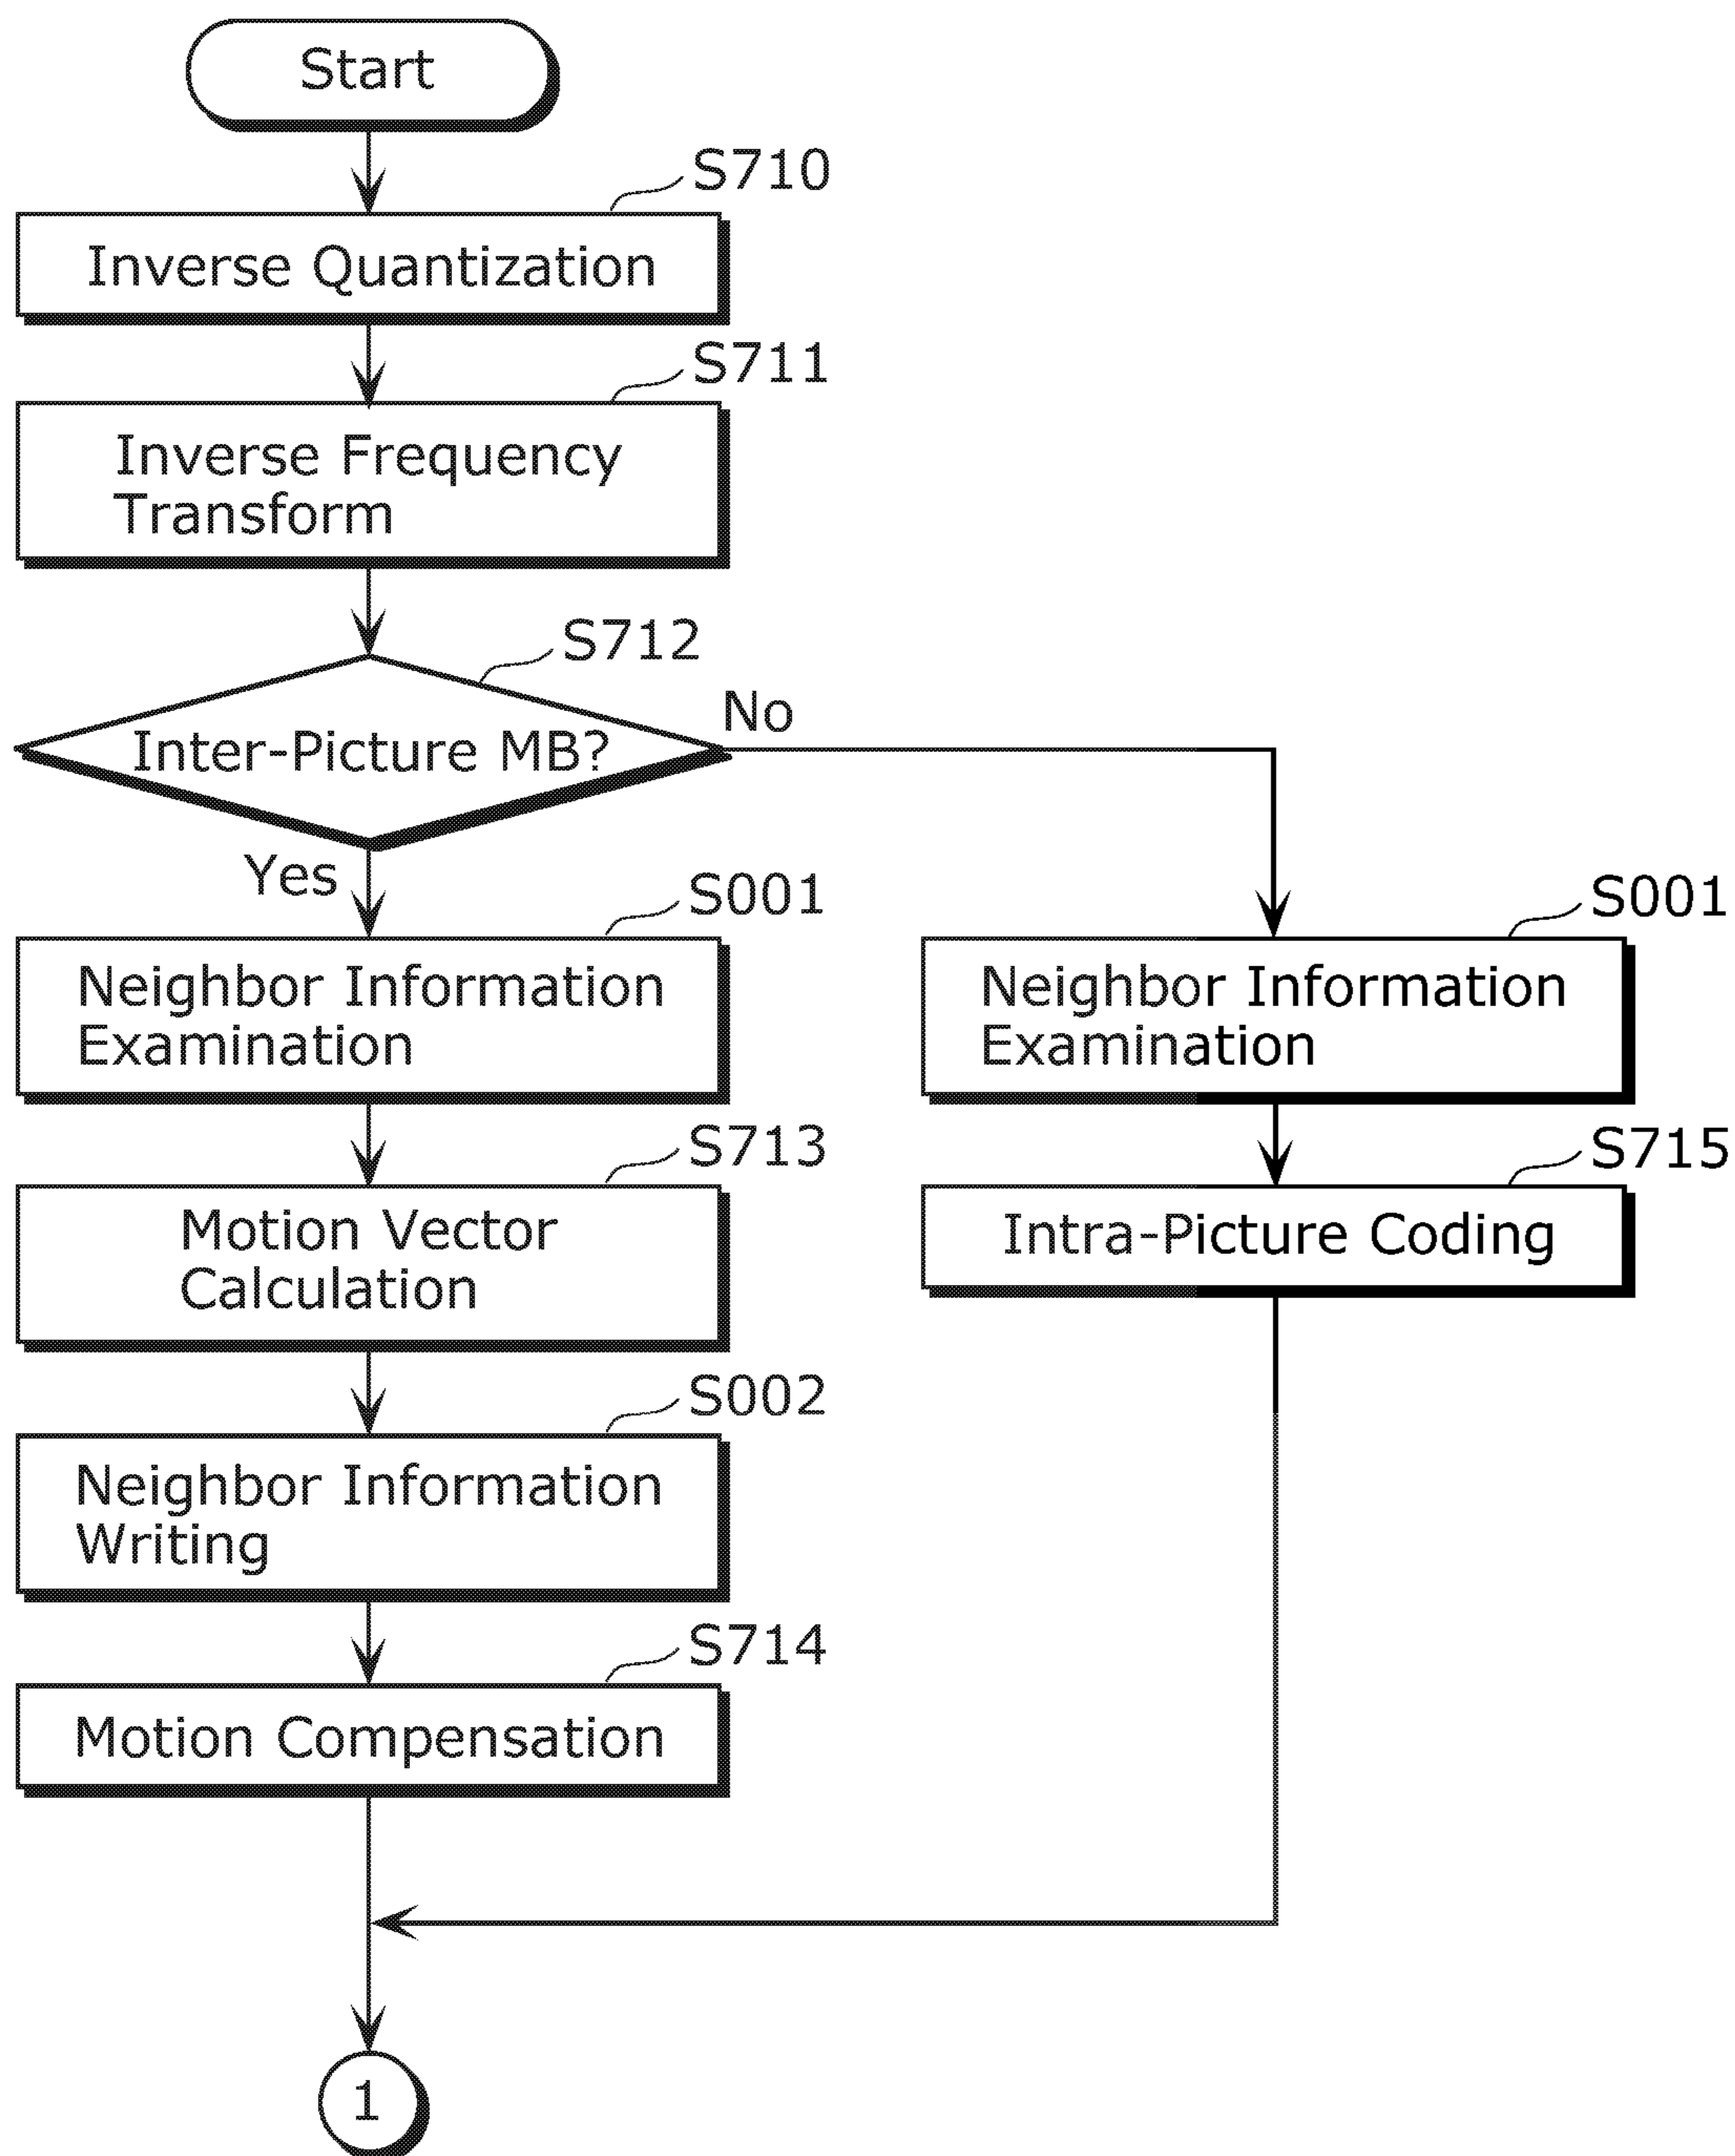 Start
S710
Inverse Quantization
S711
Inverse Frequency
Transform
S712
Inter-Picture MB?
No
Yes
S001
Neighbor Information
Examination
S001
Neighbor Information
Examination
S713
Motion Vector
Calculation
S715
Intra-Picture Coding
S002
Neighbor Information
Writing
S714
Motion Compensation
1